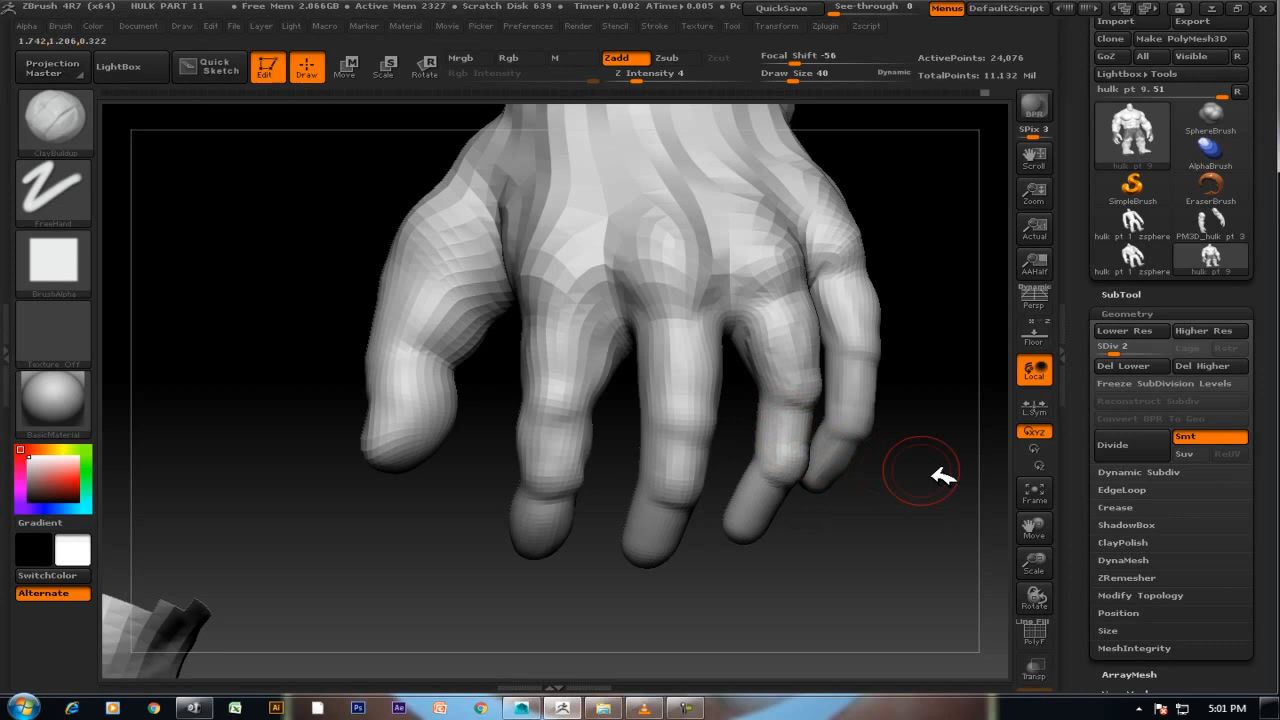 ZBrush 4R7 (x64) HULK PART 11 • Free Mem 2.066GB • Active Mem 2327 • Scratch Disk 639 • Timer▸0.002 ATime▸0.005 • Pc QuickSave See-through 0 Menus DefaultZScript
Alpha Brush Color Document Draw Edit File Layer Light Macro Marker Material Movie Picker Preferences Render Stencil Stroke Texture Tool Transform Zplugin Zscript
1.742,1.206,0.322
Projection Master
LightBox
Quick Sketch
Edit
Draw
Move
Scale
Rotate
Mrgb Rgb M
Rgb Intensity
Zadd Zsub Zcut
Z Intensity 4
Focal Shift -56
Draw Size 40 Dynamic
ActivePoints: 24,076
TotalPoints: 11.132 Mil
ClayBuildup
FreeHand
BrushAlpha
Texture Off
BasicMaterial
Gradient
SwitchColor
Alternate
BPR
SPix 3
Scroll
Zoom
Actual
AAHalf
Dynamic
Persp
Floor
Local
L.Sym
XYZ
Y
Z
Frame
Move
Scale
Rotate
Line Fill
PolyF
Transp
Import Export
Clone Make PolyMesh3D
GoZ All Visible R
Lightbox▸Tools
hulk pt 9.51 R
hulk pt 9
SphereBrush
AlphaBrush
SimpleBrush
EraserBrush
hulk pt 1 zsphere
PM3D_hulk pt 3
hulk pt 1 zsphere
hulk pt 9
SubTool
Geometry
Lower Res Higher Res
SDiv 2 Cage Rstr
Del Lower Del Higher
Freeze SubDivision Levels
Reconstruct Subdiv
Convert BPR To Geo
Divide Smt
Suv ReUV
Dynamic Subdiv
EdgeLoop
Crease
ShadowBox
ClayPolish
DynaMesh
ZRemesher
Modify Topology
Position
Size
MeshIntegrity
ArrayMesh
5:01 PM